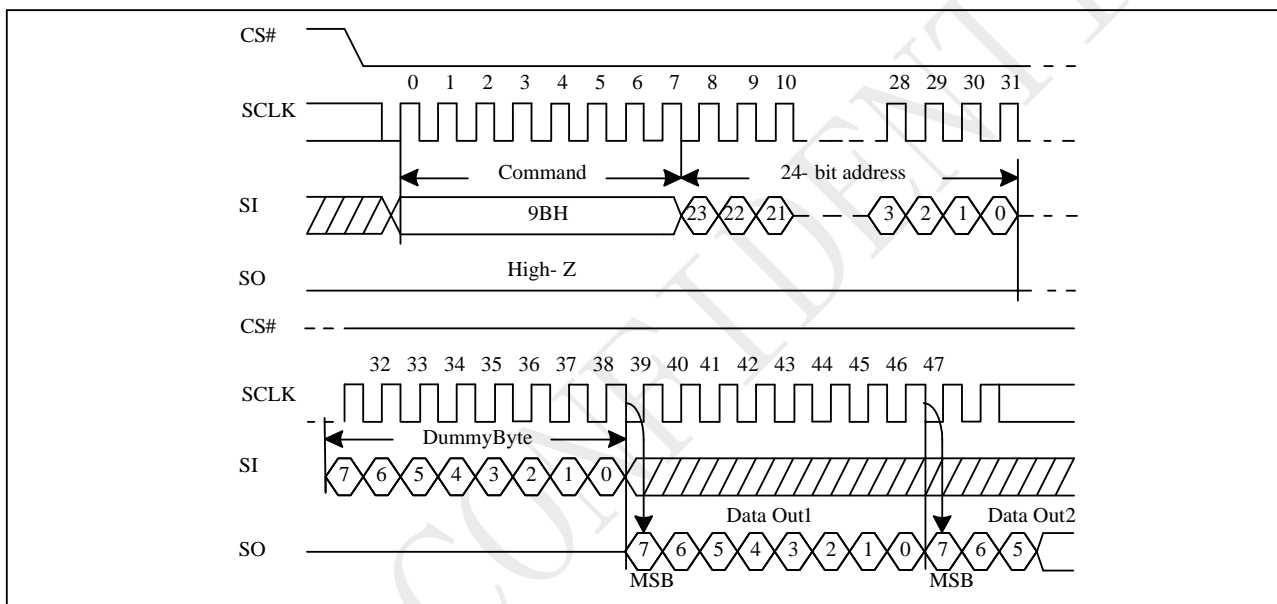 CS#
0 1 2 3 4 5 6 7 8 9 10 28 29 30 31
SCLK
Command 24- bit address
SI 9BH 23 22 21 3 2 1 0
SO High- Z
CS#
32 33 34 35 36 37 38 39 40 41 42 43 44 45 46 47
SCLK
DummyByte
SI 7 6 5 4 3 2 1 0
Data Out1 Data Out2
SO 7 6 5 4 3 2 1 0 7 6 5
MSB MSB
CONFIDENT